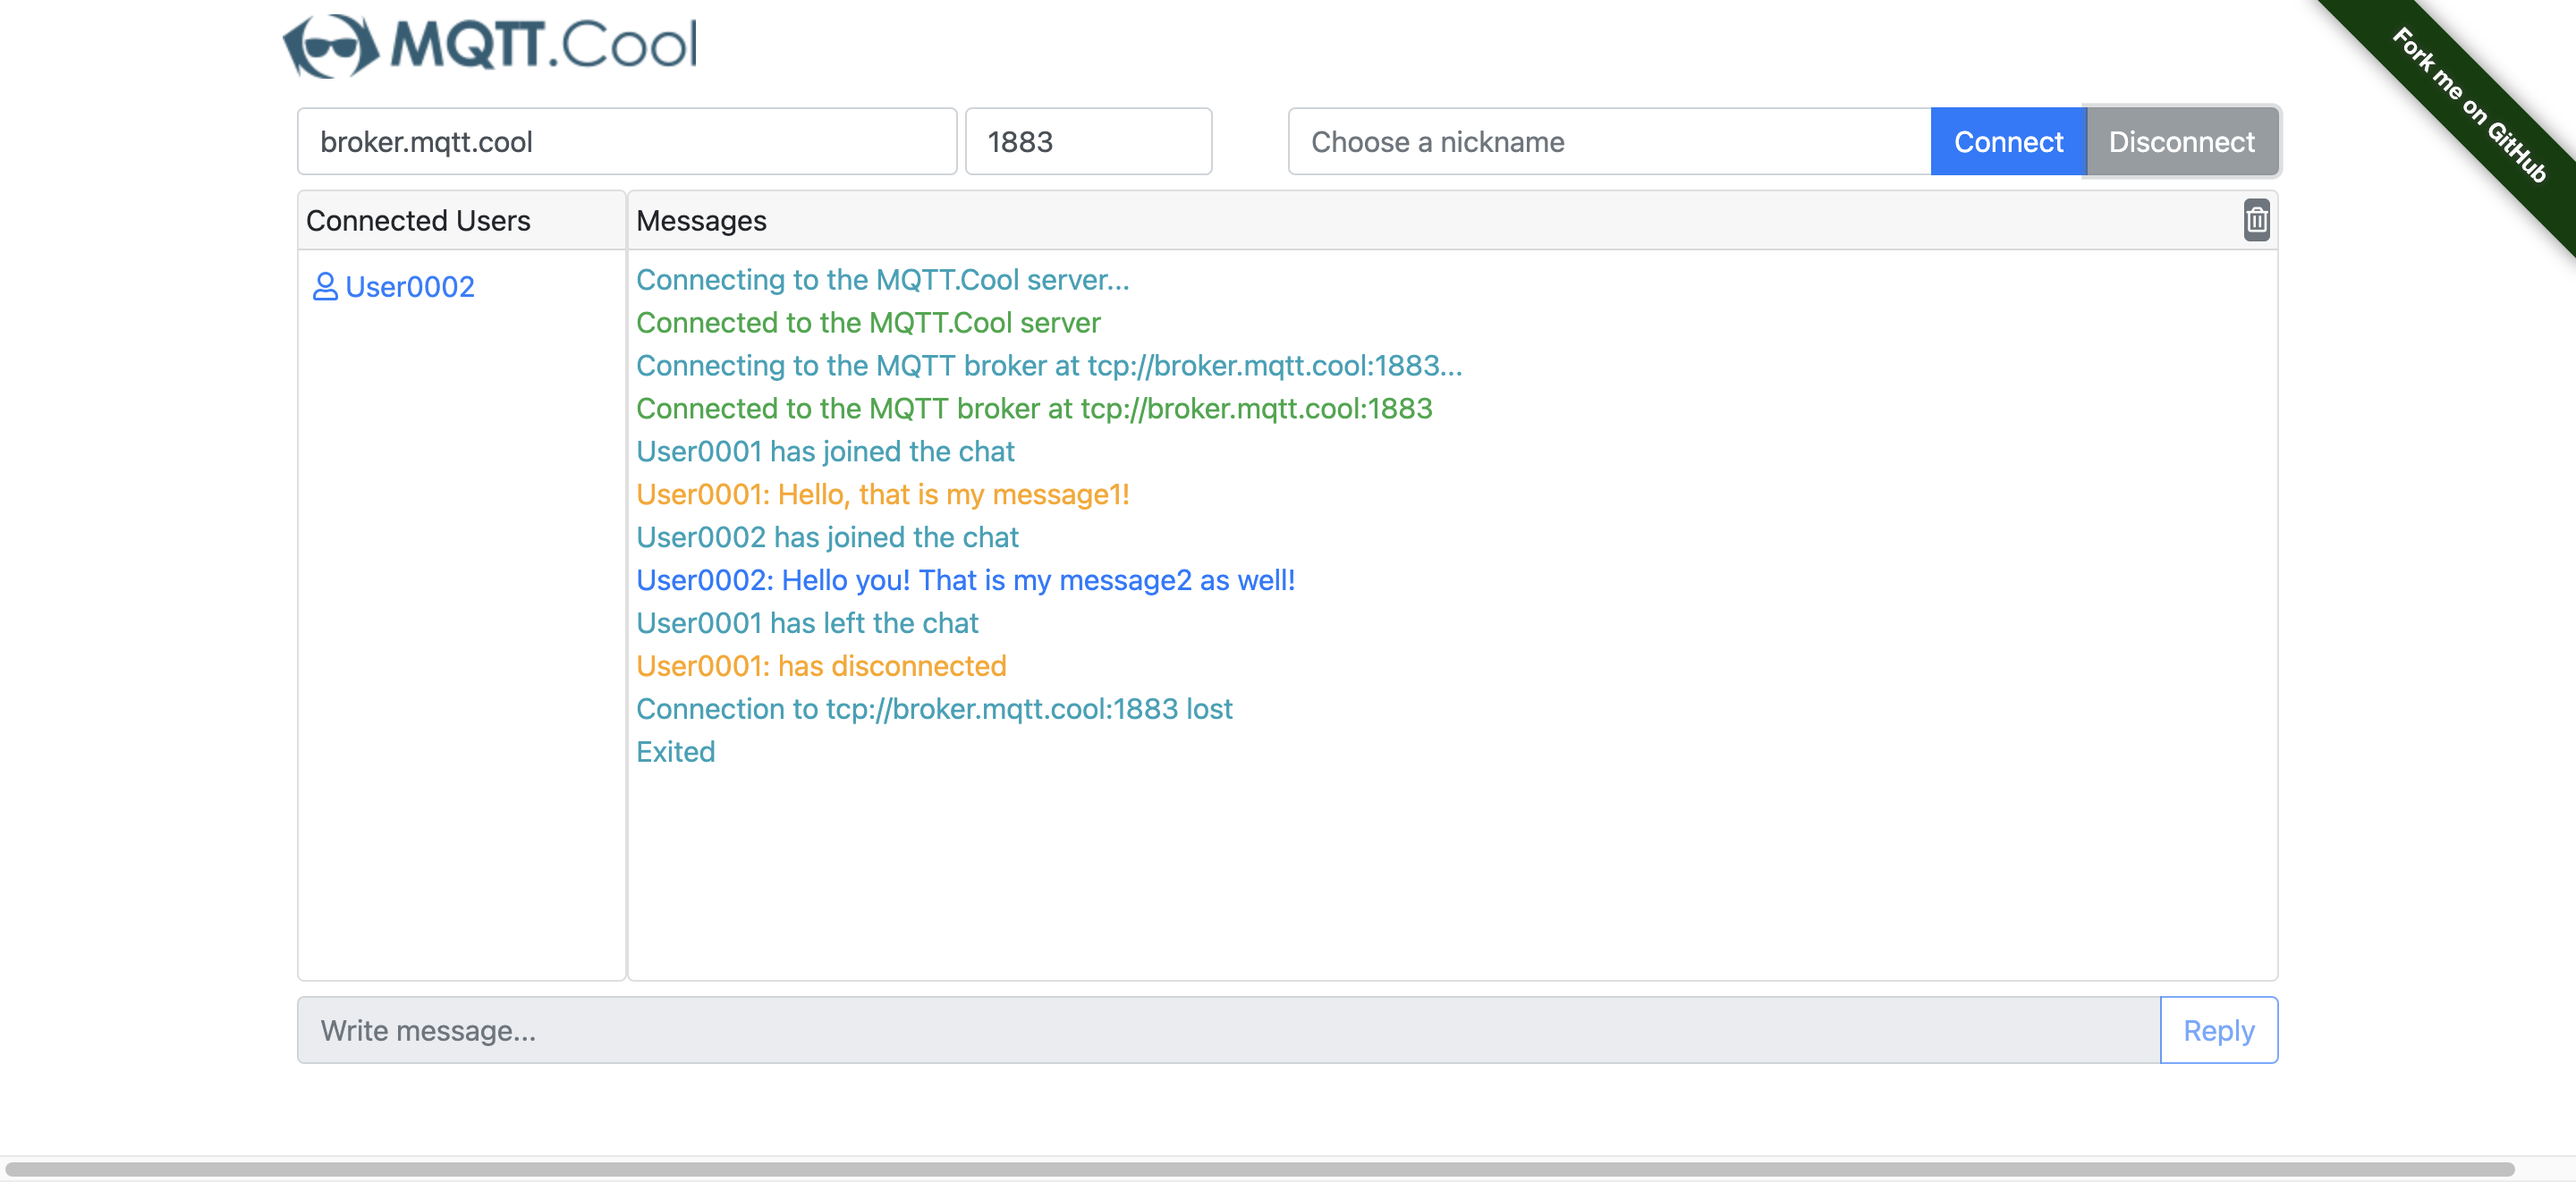 MQTT.Cool
Fork me on GitHub
broker.mqtt.cool 1883 Choose a nickname Connect Disconnect
Connected Users Messages
User0002
Connecting to the MQTT.Cool server...
Connected to the MQTT.Cool server
Connecting to the MQTT broker at tcp://broker.mqtt.cool:1883...
Connected to the MQTT broker at tcp://broker.mqtt.cool:1883
User0001 has joined the chat
User0001: Hello, that is my message1!
User0002 has joined the chat
User0002: Hello you! That is my message2 as well!
User0001 has left the chat
User0001: has disconnected
Connection to tcp://broker.mqtt.cool:1883 lost
Exited
Write message... Reply